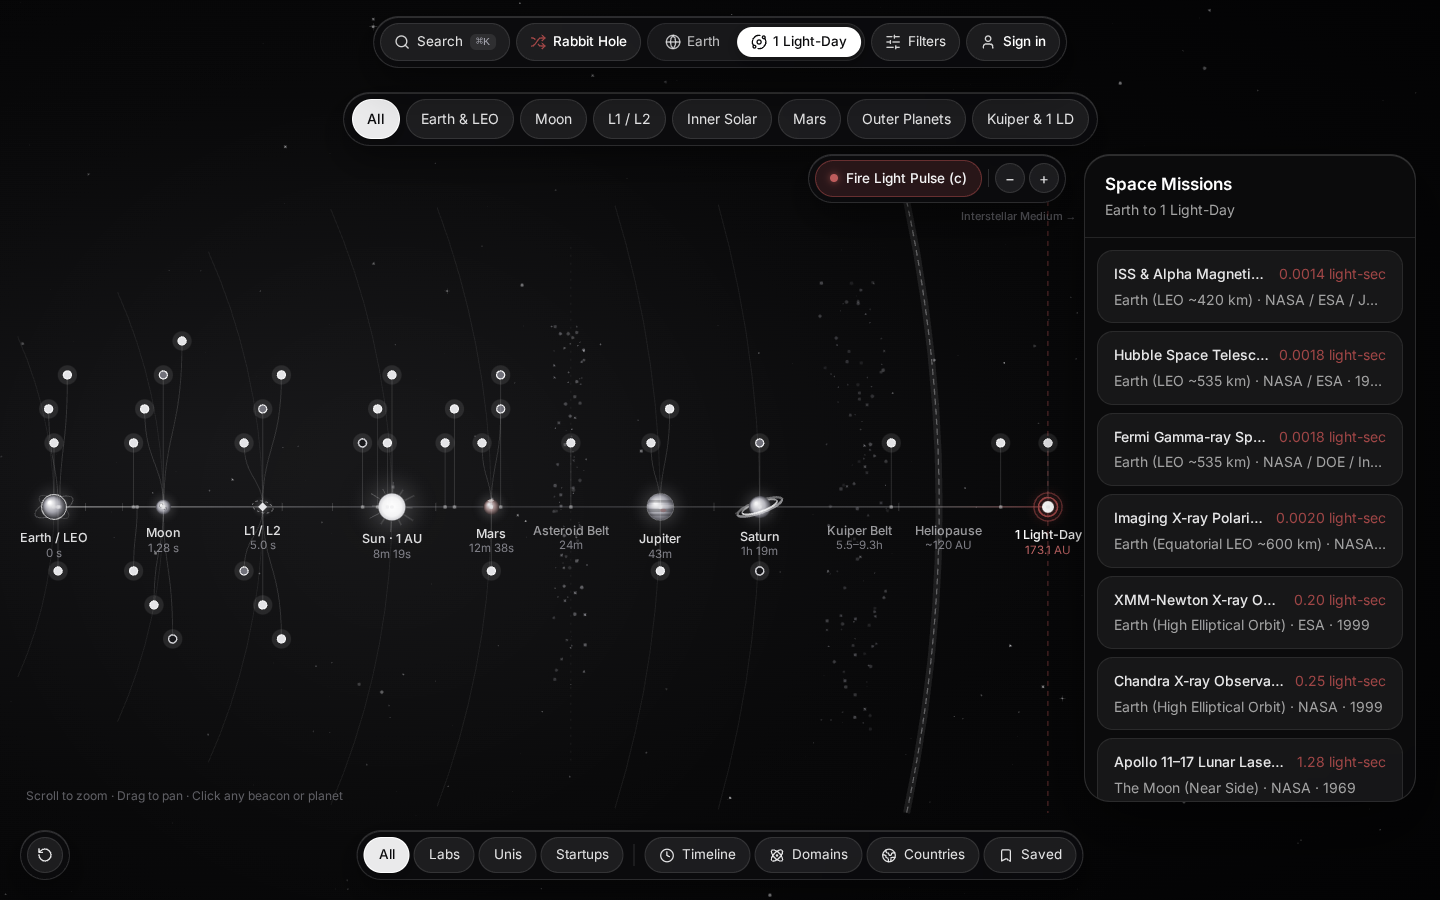 Search ⌘K
Rabbit Hole
Earth
1 Light-Day
Filters
Sign in
All
Earth & LEO
Moon
L1 / L2
Inner Solar
Mars
Outer Planets
Kuiper & 1 LD
Fire Light Pulse (c)
−
+
Interstellar Medium →
Earth / LEO
0 s
Moon
1.28 s
L1 / L2
5.0 s
Sun · 1 AU
8m 19s
Mars
12m 38s
Asteroid Belt
24m
Jupiter
43m
Saturn
1h 19m
Kuiper Belt
5.5–9.3h
Heliopause
~120 AU
1 Light-Day
173.1 AU
Space Missions
Earth to 1 Light-Day
ISS & Alpha Magneti... 0.0014 light-sec
Earth (LEO ~420 km) · NASA / ESA / J...
Hubble Space Telesc... 0.0018 light-sec
Earth (LEO ~535 km) · NASA / ESA · 19...
Fermi Gamma-ray Sp... 0.0018 light-sec
Earth (LEO ~535 km) · NASA / DOE / In...
Imaging X-ray Polari... 0.0020 light-sec
Earth (Equatorial LEO ~600 km) · NASA...
XMM-Newton X-ray O... 0.20 light-sec
Earth (High Elliptical Orbit) · ESA · 1999
Chandra X-ray Observa... 0.25 light-sec
Earth (High Elliptical Orbit) · NASA · 1999
Apollo 11–17 Lunar Lase... 1.28 light-sec
The Moon (Near Side) · NASA · 1969
Scroll to zoom · Drag to pan · Click any beacon or planet
All
Labs
Unis
Startups
Timeline
Domains
Countries
Saved